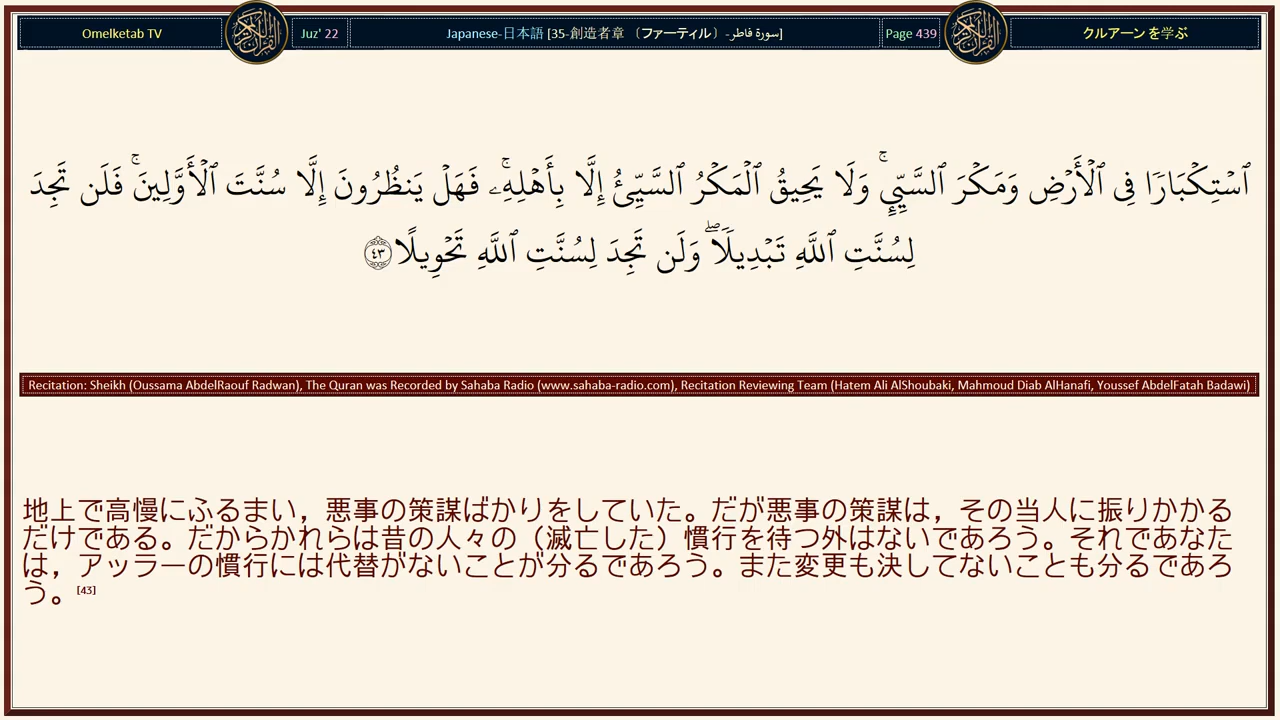 Omelketab TV
Juz' 22
Japanese-日本語 [35-創造者章 〔ファーティル〕 -سورة فاطر]
Page 439
クルアーン を学ぶ
ٱسۡتِكۡبَارٗا فِي ٱلۡأَرۡضِ وَمَكۡرَ ٱلسَّيِّيِٕۚ وَلَا يَحِيقُ ٱلۡمَكۡرُ ٱلسَّيِّئُ إِلَّا بِأَهۡلِهِۦۚ فَهَلۡ يَنظُرُونَ إِلَّا سُنَّتَ ٱلۡأَوَّلِينَۚ فَلَن تَجِدَ
لِسُنَّتِ ٱللَّهِ تَبۡدِيلٗاۖ وَلَن تَجِدَ لِسُنَّتِ ٱللَّهِ تَحۡوِيلًا ٤٣
Recitation: Sheikh (Oussama AbdelRaouf Radwan), The Quran was Recorded by Sahaba Radio (www.sahaba-radio.com), Recitation Reviewing Team (Hatem Ali AlShoubaki, Mahmoud Diab AlHanafi, Youssef AbdelFatah Badawi)
地上で高慢にふるまい，悪事の策謀ばかりをしていた。だが悪事の策謀は，その当人に振りかかる
だけである。だからかれらは昔の人々の（滅亡した）慣行を待つ外はないであろう。それであなた
は，アッラーの慣行には代替がないことが分るであろう。また変更も決してないことも分るであろ
う。[43]